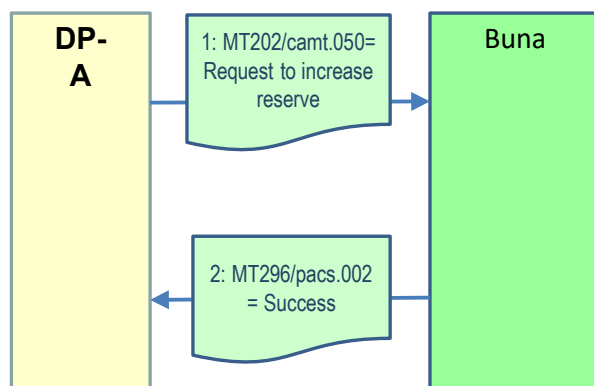 DP-
A
1: MT202/camt.050=
Request to increase
reserve
Buna
2: MT296/pacs.002
= Success